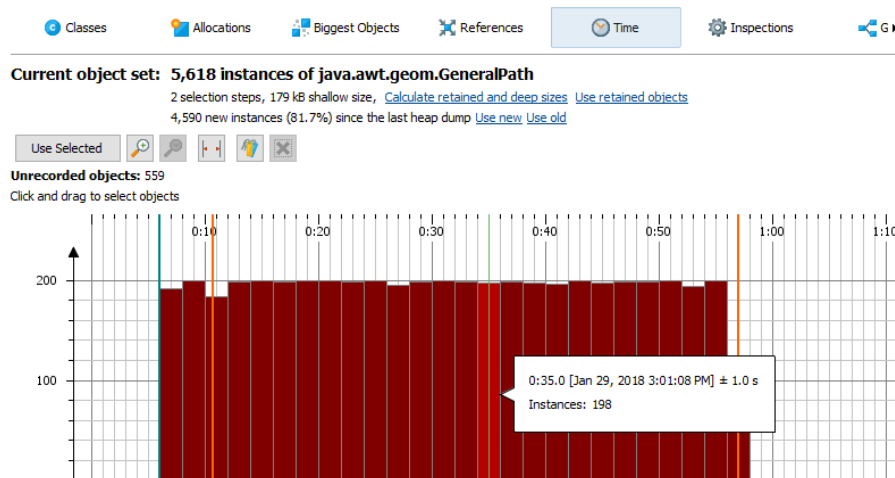 Classes Allocations Biggest Objects References Time Inspections G
Current object set: 5,618 instances of java.awt.geom.GeneralPath
2 selection steps, 179 kB shallow size, Calculate retained and deep sizes Use retained objects
4,590 new instances (81.7%) since the last heap dump Use new Use old
Use Selected
Unrecorded objects: 559
Click and drag to select objects
0:10 0:20 0:30 0:40 0:50 1:00 1:10
200
100
0:35.0 [Jan 29, 2018 3:01:08 PM] ± 1.0 s
Instances: 198